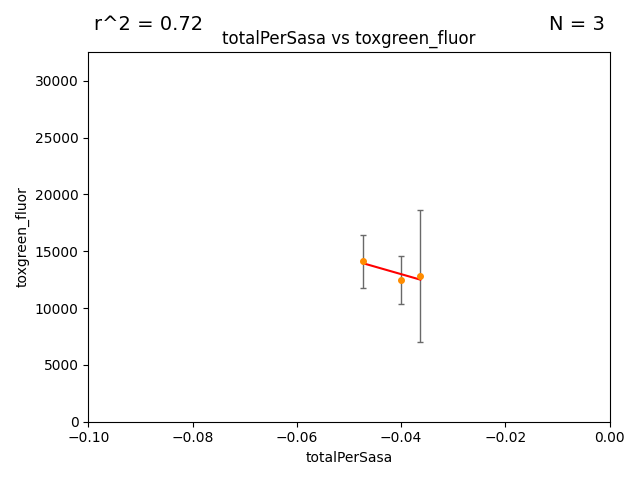 r^2 = 0.72
N = 3
totalPerSasa vs toxgreen_fluor
30000
25000
20000
15000
10000
5000
0
toxgreen_fluor
−0.10
−0.08
−0.06
−0.04
−0.02
0.00
totalPerSasa